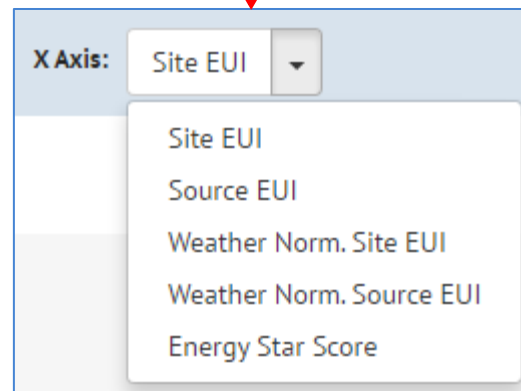 X Axis: Site EUI
Site EUI
Source EUI
Weather Norm. Site EUI
Weather Norm. Source EUI
Energy Star Score